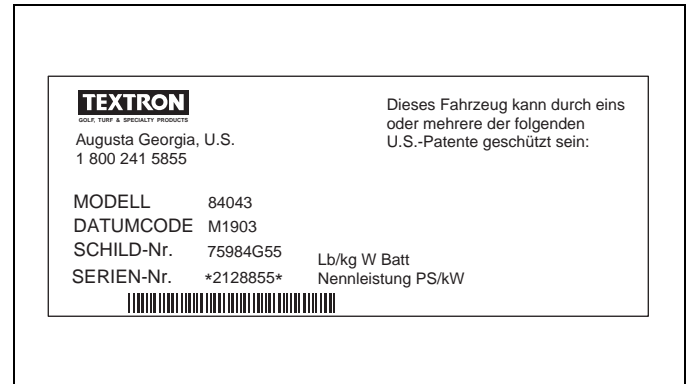 TEXTRON
GOLF, TURF & SPECIALTY PRODUCTS
Augusta Georgia, U.S.
1 800 241 5855
Dieses Fahrzeug kann durch eins
oder mehrere der folgenden
U.S.-Patente geschützt sein:
MODELL 84043
DATUMCODE M1903
SCHILD-Nr. 75984G55
SERIEN-Nr. *2128855*
Lb/kg W Batt
Nennleistung PS/kW